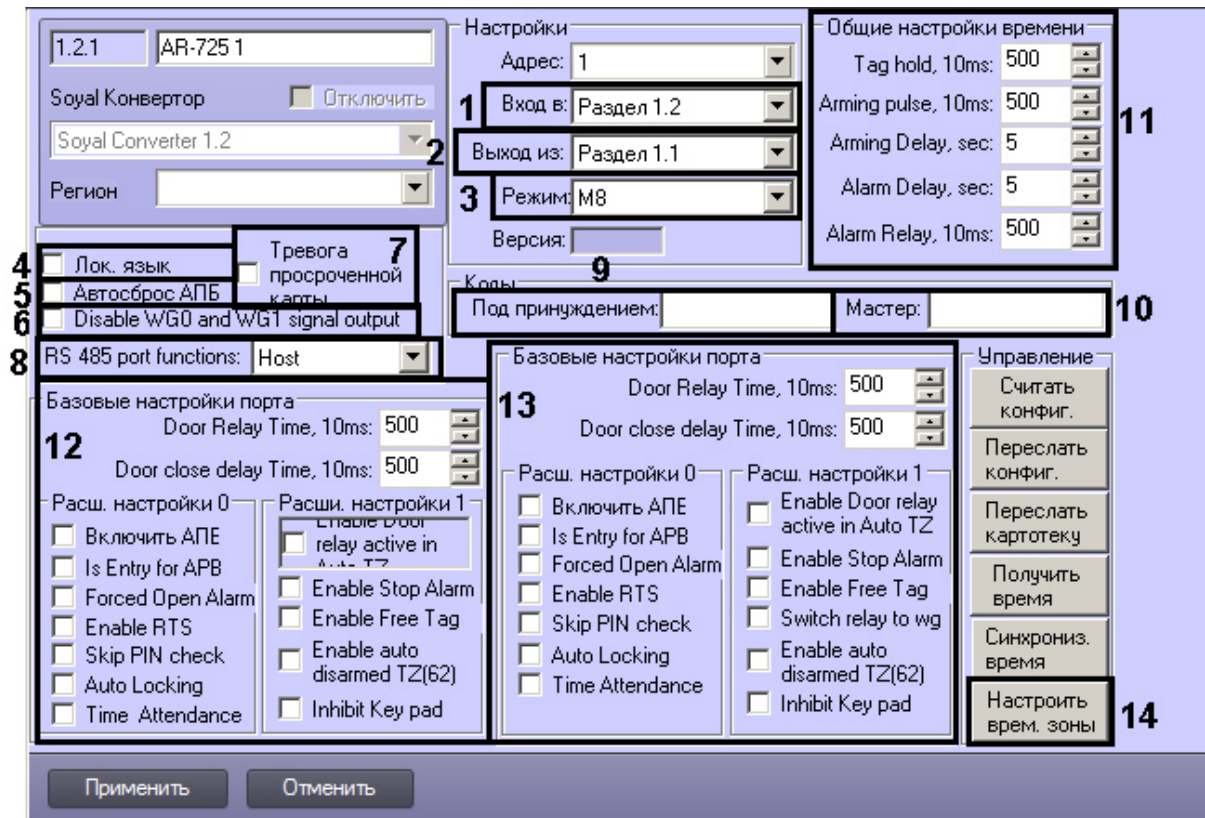 1.2.1 AR-725 1
Soyal Конвертор Отключить
Soyal Converter 1.2
Регион
Настройки
Адрес: 1
1 Вход в: Раздел 1.2
2 Выход из: Раздел 1.1
3 Режим: M8
Версия:
9
Общие настройки времени
Tag hold, 10ms: 500
Arming pulse, 10ms: 500
Arming Delay, sec: 5
Alarm Delay, sec: 5
Alarm Relay, 10ms: 500
11
4 Лок. язык
5 Автосброс АПБ
6 Disable WG0 and WG1 signal output
7
Тревога
просроченной
карты
8 RS 485 port functions: Host
Коды
Под принуждением: Мастер:
10
12
Базовые настройки порта
Door Relay Time, 10ms: 500
Door close delay Time, 10ms: 500
Расш. настройки 0
Включить АПЕ
Is Entry for APB
Forced Open Alarm
Enable RTS
Skip PIN check
Auto Locking
Time Attendance
Расши. настройки 1
Enable Door
relay active in
Auto TZ
Enable Stop Alarm
Enable Free Tag
Enable auto
disarmed TZ(62)
Inhibit Key pad
13
Базовые настройки порта
Door Relay Time, 10ms: 500
Door close delay Time, 10ms: 500
Расш. настройки 0
Включить АПЕ
Is Entry for APB
Forced Open Alarm
Enable RTS
Skip PIN check
Auto Locking
Time Attendance
Расш. настройки 1
Enable Door relay
active in Auto TZ
Enable Stop Alarm
Enable Free Tag
Switch relay to wg
Enable auto
disarmed TZ(62)
Inhibit Key pad
Управление
Считать
конфиг.
Переслать
конфиг.
Переслать
картотеку
Получить
время
Синхрониз.
время
Настроить
врем. зоны
14
Применить Отменить